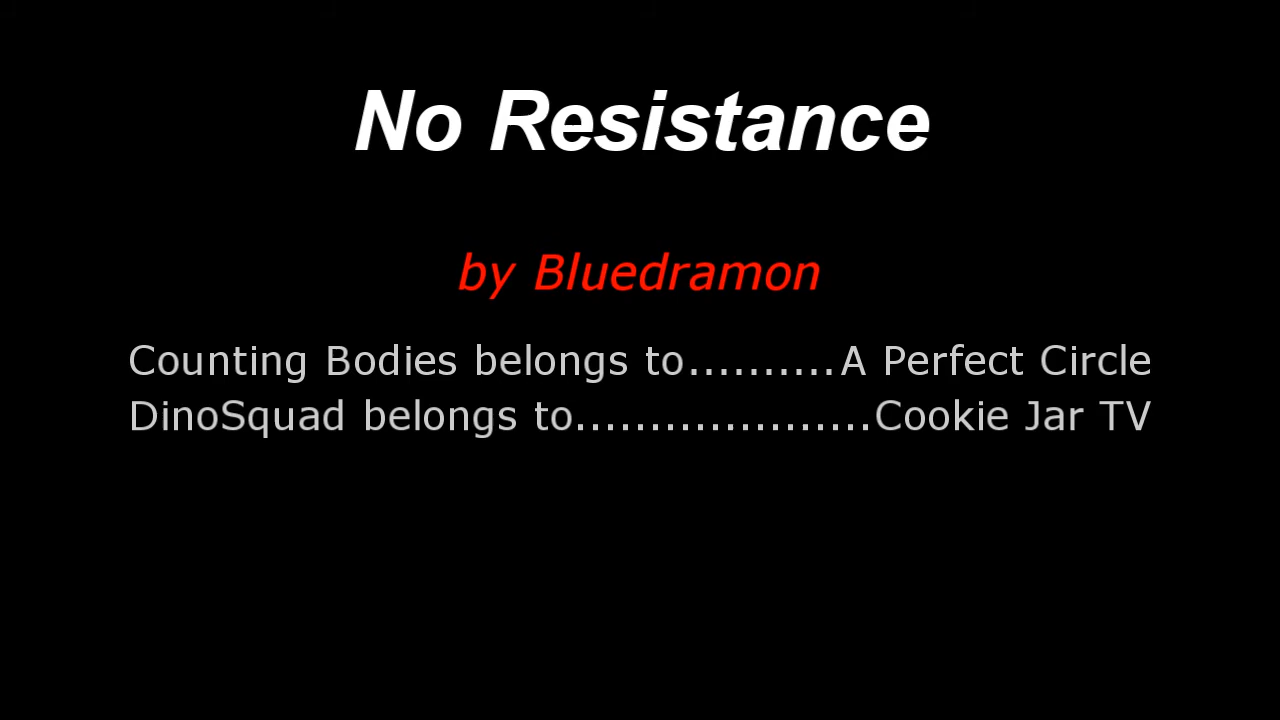 No Resistance
by Bluedramon
Counting Bodies belongs to..........A Perfect Circle
DinoSquad belongs to....................Cookie Jar TV